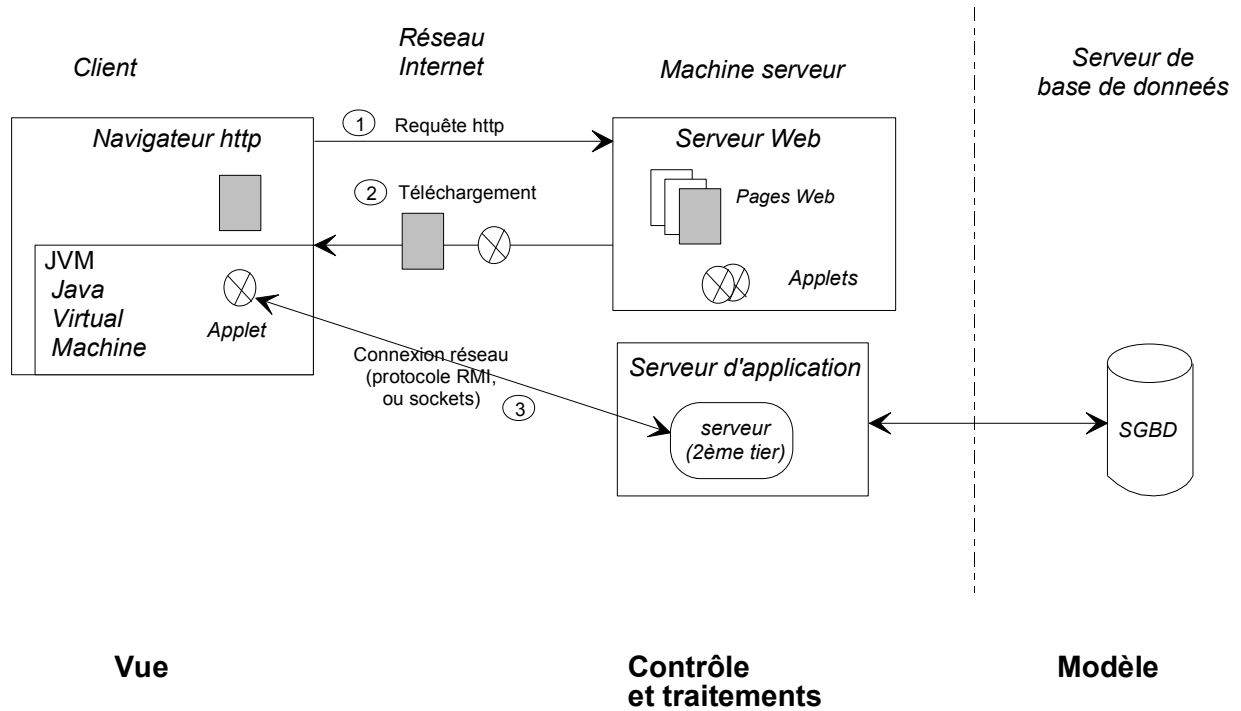 Client
Réseau
Internet
Machine serveur
Serveur de
base de donneés
Navigateur http
1
Requête http
Serveur Web
2
Téléchargement
Pages Web
JVM
Java
Virtual
Machine
Applet
Applets
Connexion réseau
(protocole RMI,
ou sockets)
3
Serveur d'application
serveur
(2ème tier)
SGBD
Vue
Contrôle
et traitements
Modèle